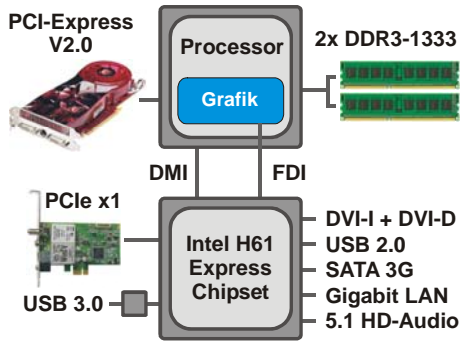 PCI-Express
V2.0
Processor
Grafik
2x DDR3-1333
DMI
FDI
PCIe x1
USB 3.0
Intel H61
Express
Chipset
DVI-I + DVI-D
USB 2.0
SATA 3G
Gigabit LAN
5.1 HD-Audio